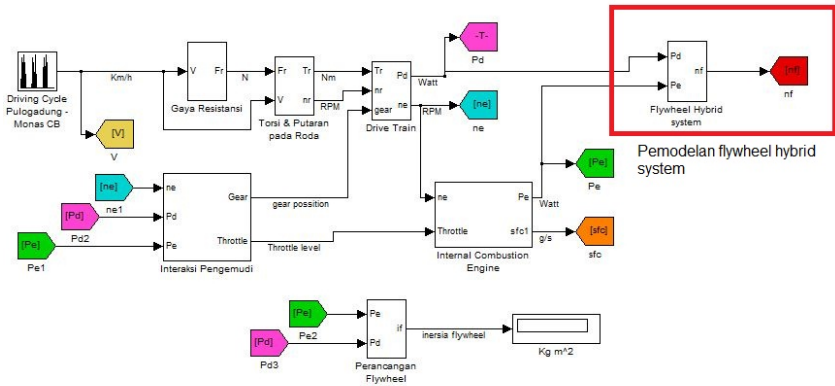 Driving Cycle
Pulogadung -
Monas CB
Km/h
[V]
V
V
Fr
Gaya Resistansi
N
Fr
Tr
V
nr
Torsi & Putaran
pada Roda
Nm
RPM
Tr
nr
gear
Pd
ne
Drive Train
Watt
RPM
-T-
Pd
[ne]
ne
Pd
Pe
nf
Flywheel Hybrid
system
[nf]
nf
Pemodelan flywheel hybrid
system
[ne]
ne1
[Pd]
Pd2
[Pe]
Pe1
ne
Pd
Pe
Gear
Throttle
Interaksi Pengemudi
gear possition
Throttle level
ne
Throttle
Pe
sfc1
Internal Combustion
Engine
Watt
g/s
[Pe]
Pe
[sfc]
sfc
[Pe]
Pe2
[Pd]
Pd3
Pe
Pd
if
Perancangan
Flywheel
inersia flywheel
Kg m^2